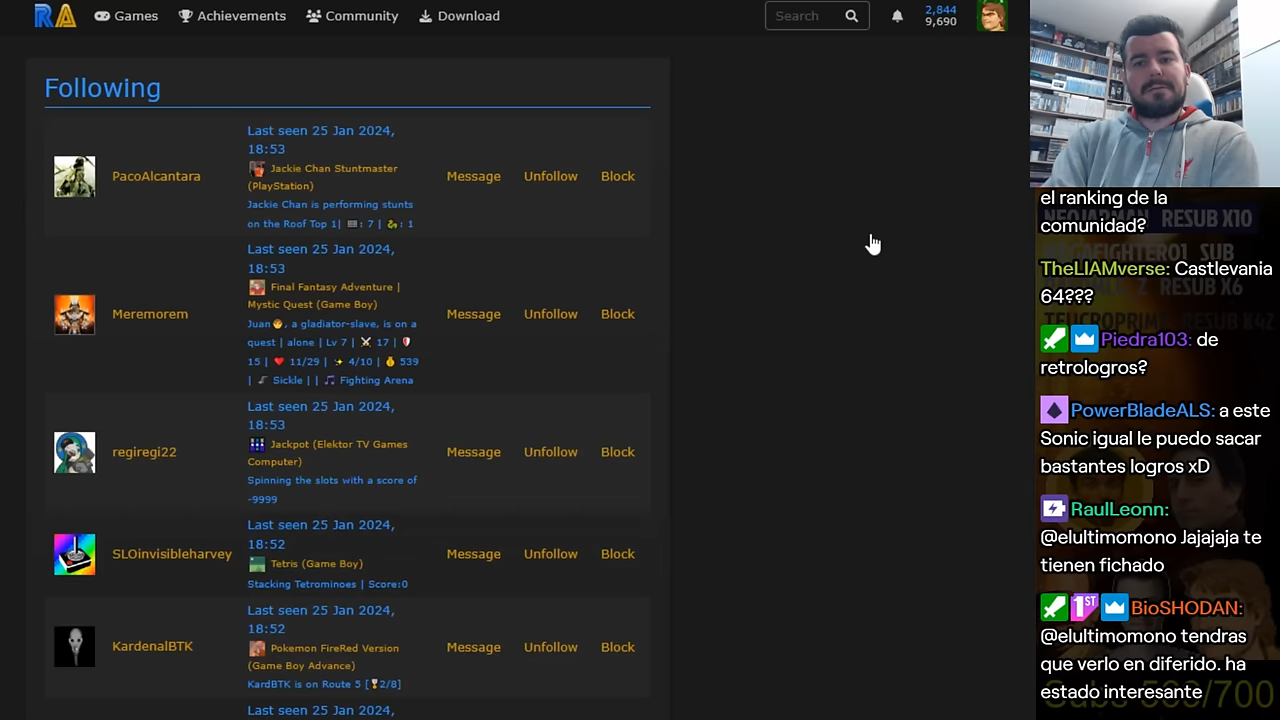 RA Games Achievements Community Download Search 2,844
9,690
Following
Last seen 25 Jan 2024,
18:53
PacoAlcantara
Jackie Chan Stuntmaster
(PlayStation)
Jackie Chan is performing stunts
on the Roof Top 1| : 7 | : 1
Message Unfollow Block
Last seen 25 Jan 2024,
18:53
Meremorem
Final Fantasy Adventure |
Mystic Quest (Game Boy)
Juan , a gladiator-slave, is on a
quest | alone | Lv 7 | 17 |
15 | 11/29 | 4/10 539
| Sickle | | Fighting Arena
Message Unfollow Block
Last seen 25 Jan 2024,
18:53
regiregi22
Jackpot (Elektor TV Games
Computer)
Spinning the slots with a score of
-9999
Message Unfollow Block
Last seen 25 Jan 2024,
18:52
SLOinvisibleharvey
Tetris (Game Boy)
Stacking Tetrominoes | Score:0
Message Unfollow Block
Last seen 25 Jan 2024,
18:52
KardenalBTK
Pokemon FireRed Version
(Game Boy Advance)
KardBTK is on Route 5 [ 2/8]
Message Unfollow Block
Last seen 25 Jan 2024,
el ranking de la
comunidad?
RESUB X10
SUB
TheLIAMverse: Castlevania
64???
RESUB X6
Piedra103: de
retrologros?
PowerBladeALS: a este
Sonic igual le puedo sacar
bastantes logros xD
RaulLeonn:
@elultimomono Jajajaja te
tienen fichado
1ST BioSHODAN:
@elultimomono tendras
que verlo en diferido. ha
estado interesante